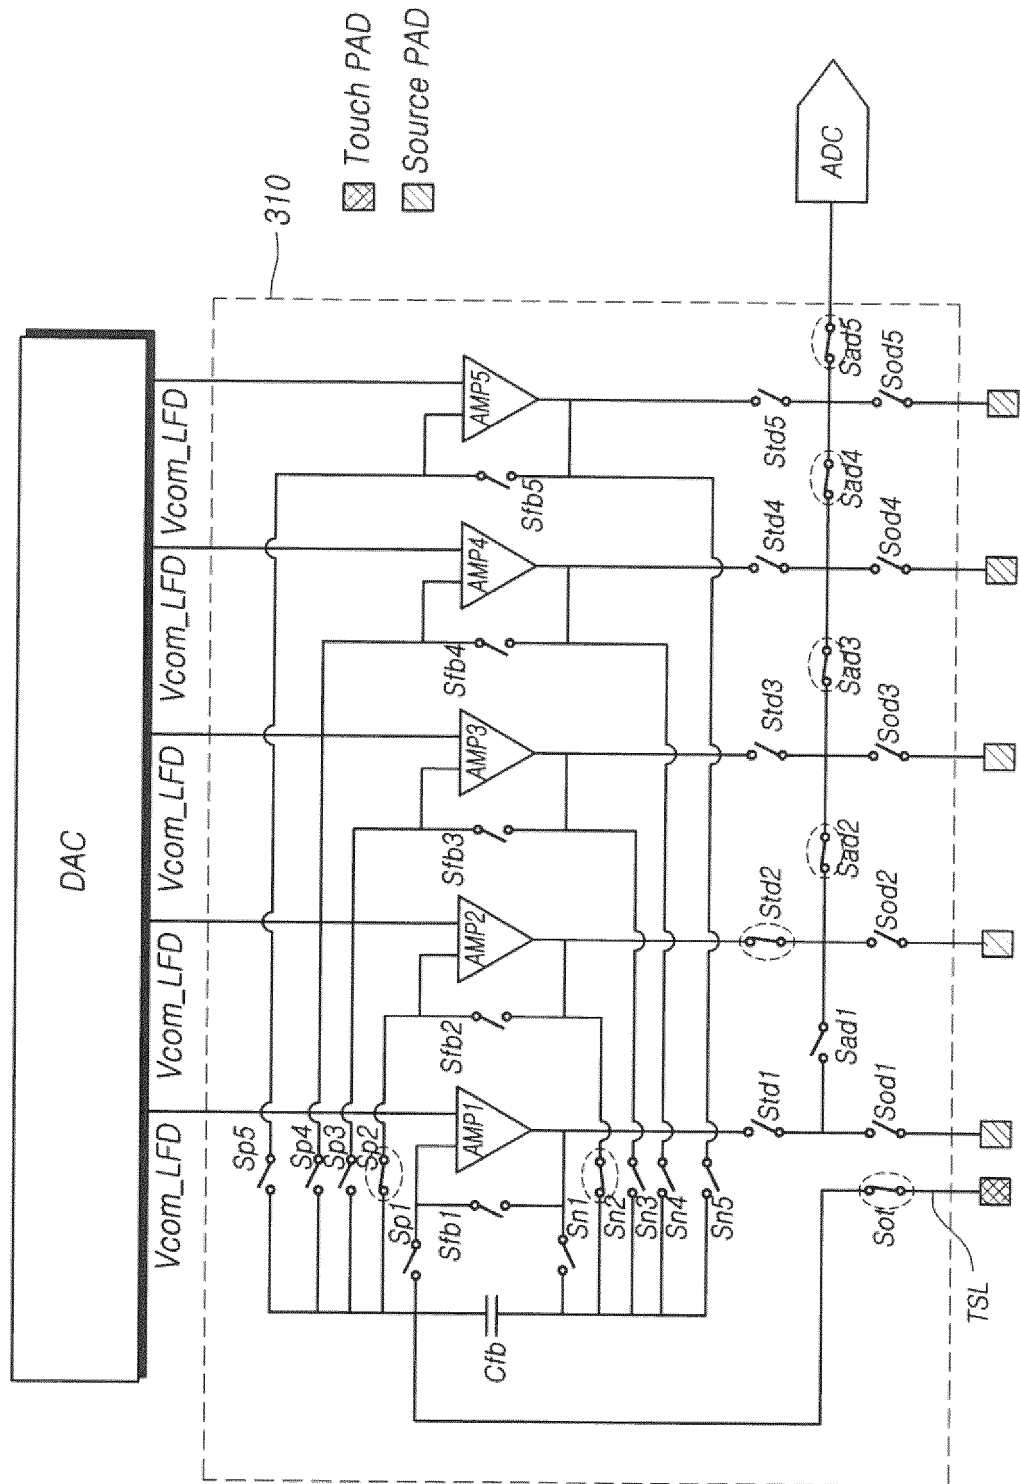 DAC
Touch PAD
Source PAD
310
Vcom_LFD
Vcom_LFD
Vcom_LFD
Vcom_LFD
Vcom_LFD
Sp5
Sp4
Sp3
Sp2
Sp1
Sfb1
Sfb2
Sfb3
Sfb4
Sfb5
AMP1
AMP2
AMP3
AMP4
AMP5
Cfb
Sn1
Sn2
Sn3
Sn4
Sn5
Std1
Std2
Std3
Std4
Std5
Sad1
Sad2
Sad3
Sad4
Sad5
ADC
Sot
Sod1
Sod2
Sod3
Sod4
Sod5
TSL